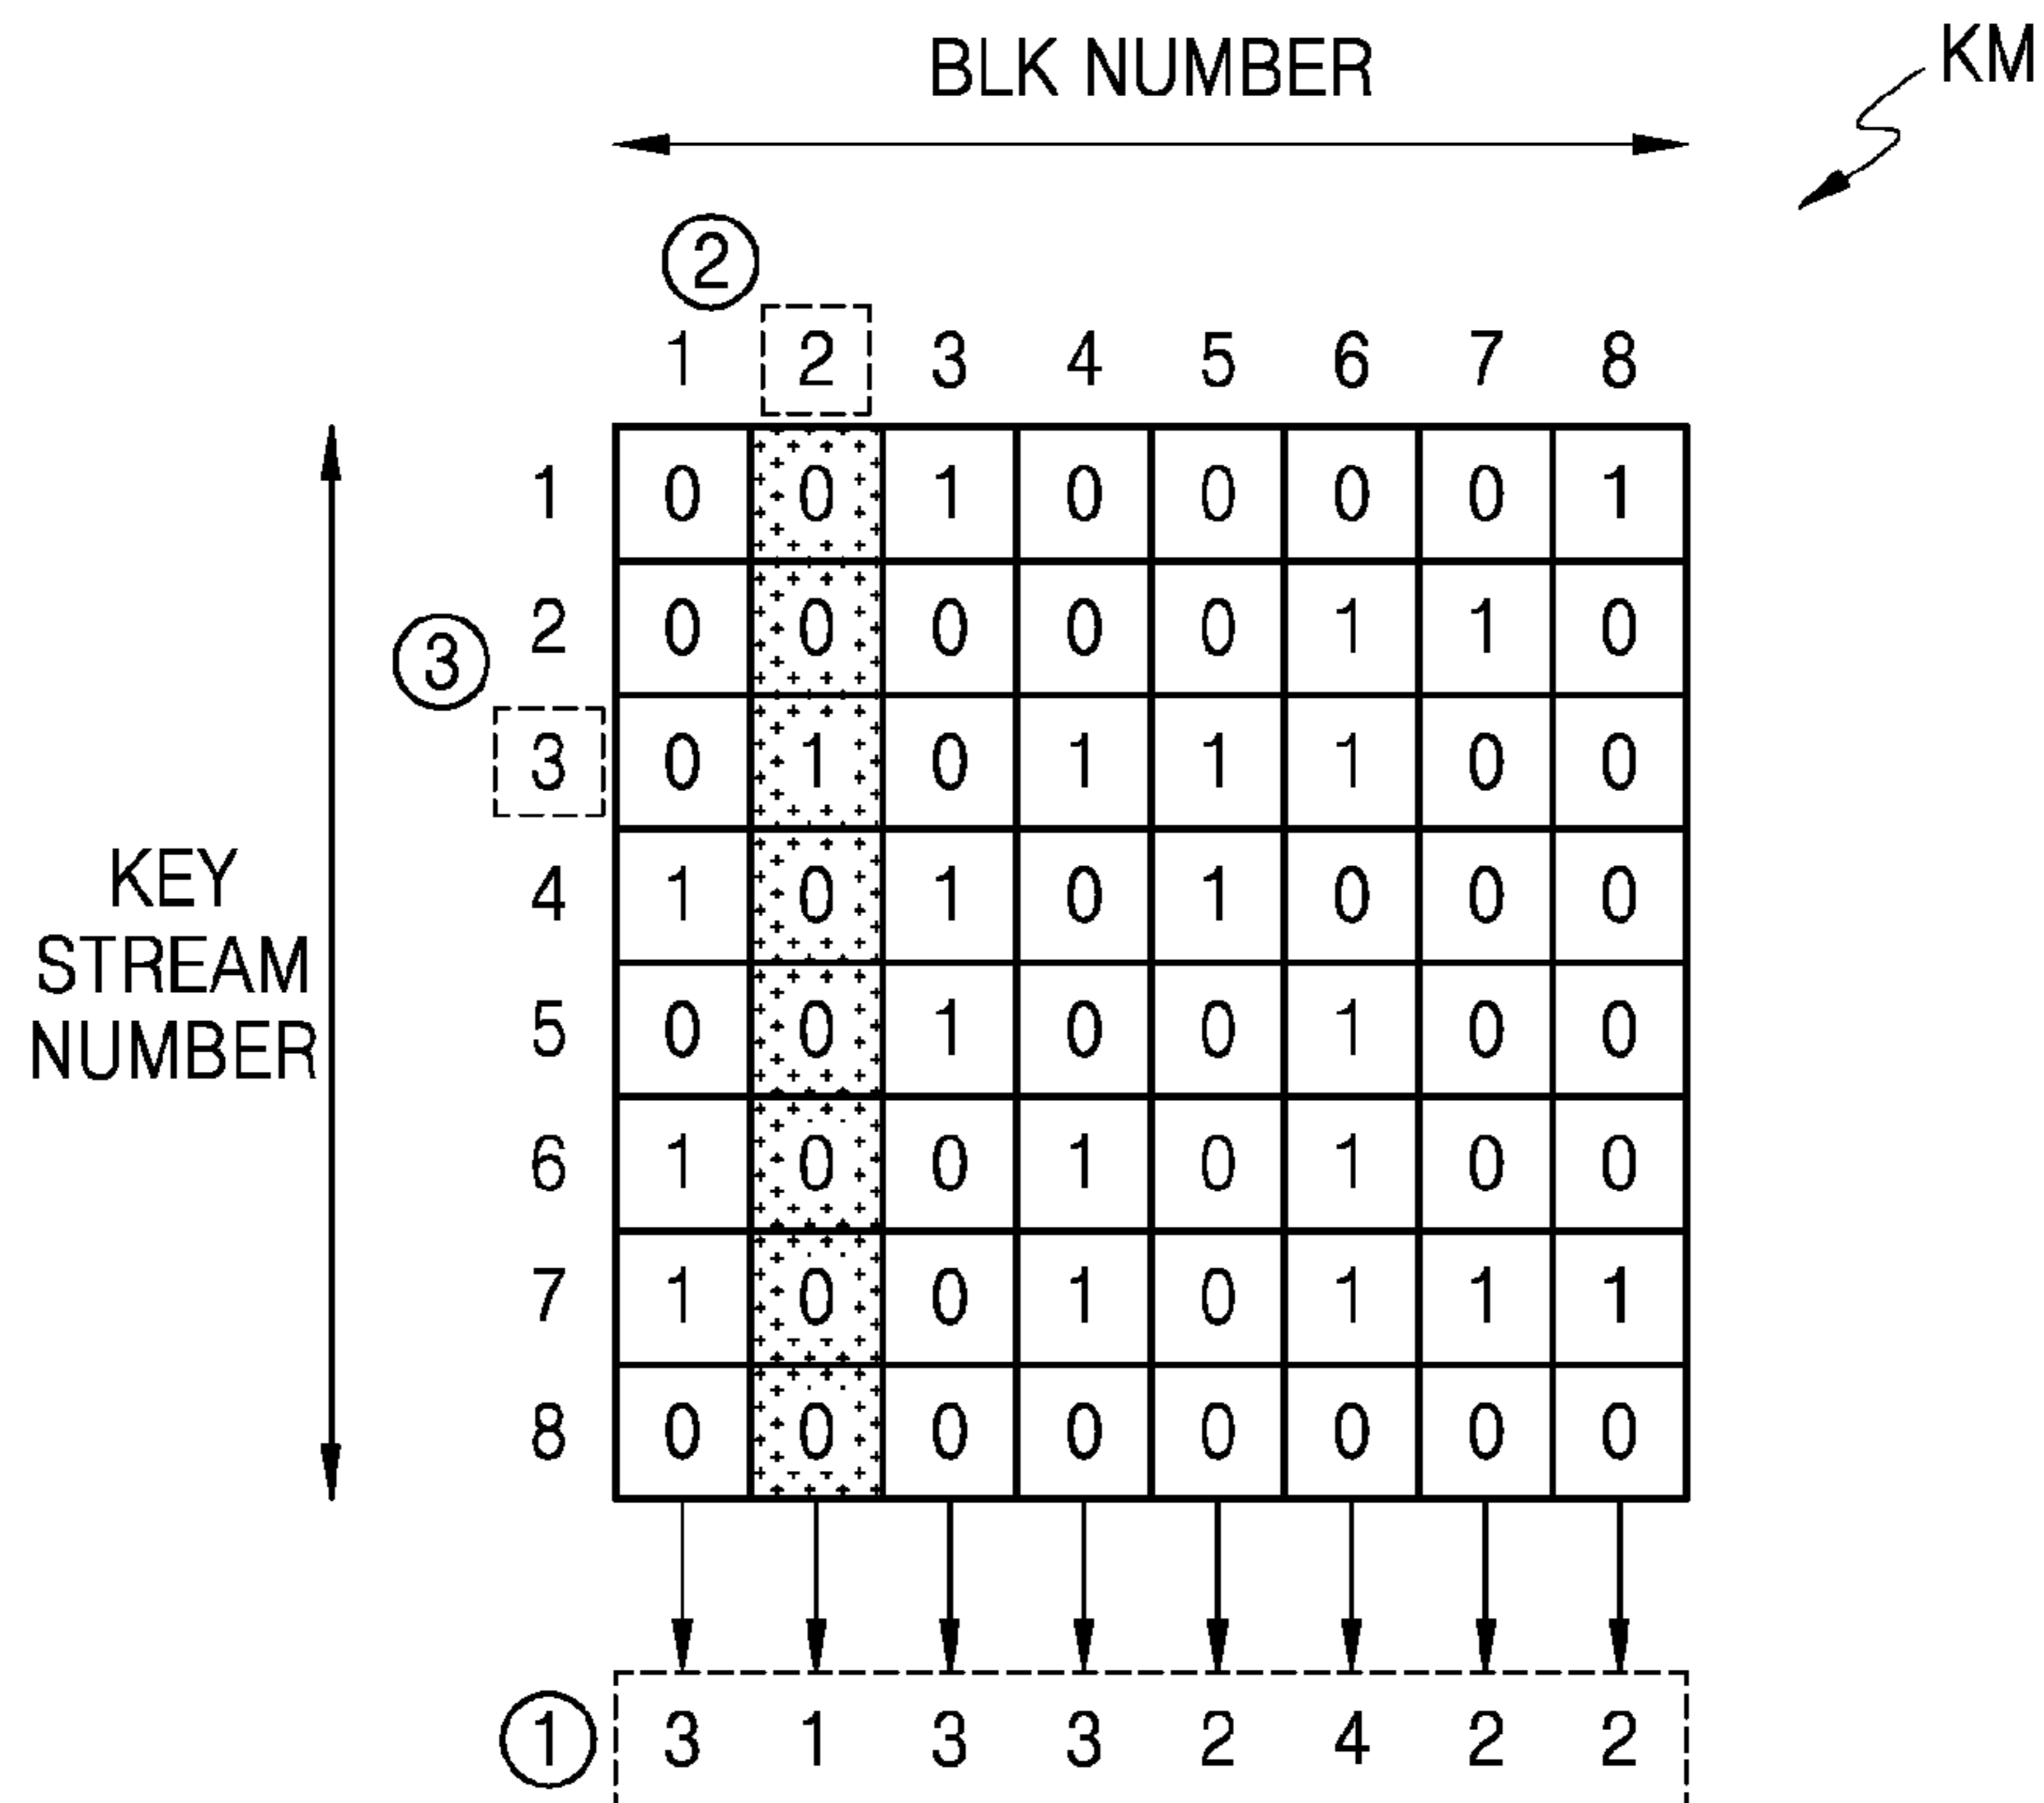 BLK NUMBER
KM
②
1 2 3 4 5 6 7 8
1 0 0 1 0 0 0 0 1
2 0 0 0 0 0 1 1 0
③
3 0 1 0 1 1 1 0 0
4 1 0 1 0 1 0 0 0
KEY
STREAM
NUMBER
5 0 0 1 0 0 1 0 0
6 1 0 0 1 0 1 0 0
7 1 0 0 1 0 1 1 1
8 0 0 0 0 0 0 0 0
① 3 1 3 3 2 4 2 2